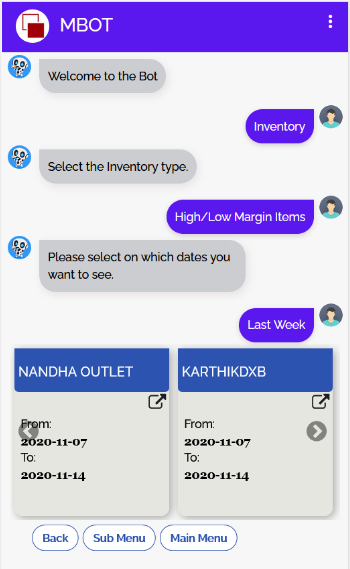 MBOT
Welcome to the Bot
Inventory
Select the Inventory type.
High/Low Margin Items
Please select on which dates you
want to see.
Last Week
NANDHA OUTLET
From:
2020-11-07
To:
2020-11-14
KARTHIKDXB
From:
2020-11-07
To:
2020-11-14
Back
Sub Menu
Main Menu